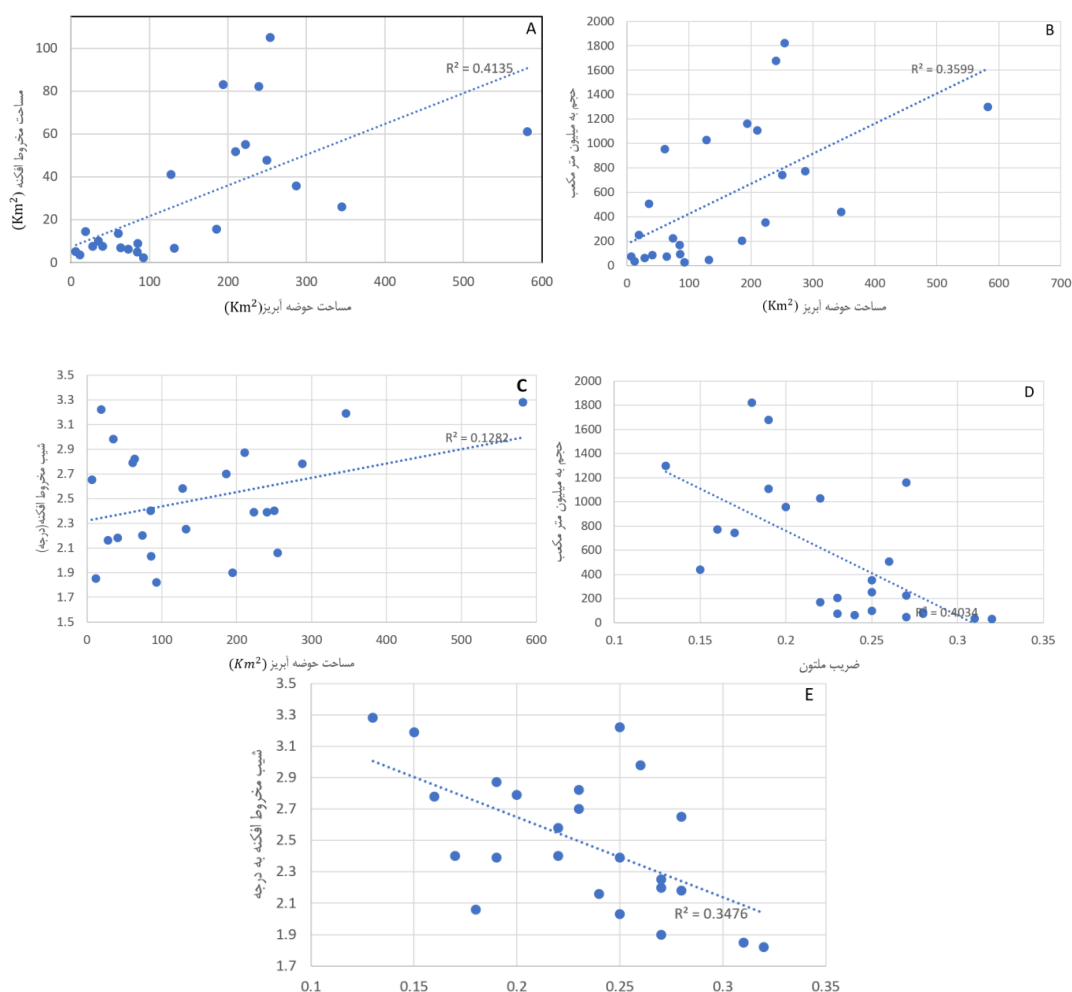 A
مساحت مخروط افکنه (Km²)
100
80
60
40
20
0
R² = 0.4135
0 100 200 300 400 500 600
مساحت حوضه آبریز(Km²)
B
حجم به میلیون متر مکعب
2000
1800
1600
1400
1200
1000
800
600
400
200
0
R² = 0.3599
0 100 200 300 400 500 600 700
مساحت حوضه آبریز (Km²)
C
شیب مخروط افکنه(درجه)
3.5
3.3
3.1
2.9
2.7
2.5
2.3
2.1
1.9
1.7
1.5
R² = 0.1282
0 100 200 300 400 500 600
مساحت حوضه آبریز (Km²)
D
حجم به میلیون متر مکعب
2000
1800
1600
1400
1200
1000
800
600
400
200
0
R² = 0.4034
0.1 0.15 0.2 0.25 0.3 0.35
ضریب ملتون
E
شیب مخروط افکنه به درجه
3.5
3.3
3.1
2.9
2.7
2.5
2.3
2.1
1.9
1.7
R² = 0.3476
0.1 0.15 0.2 0.25 0.3 0.35